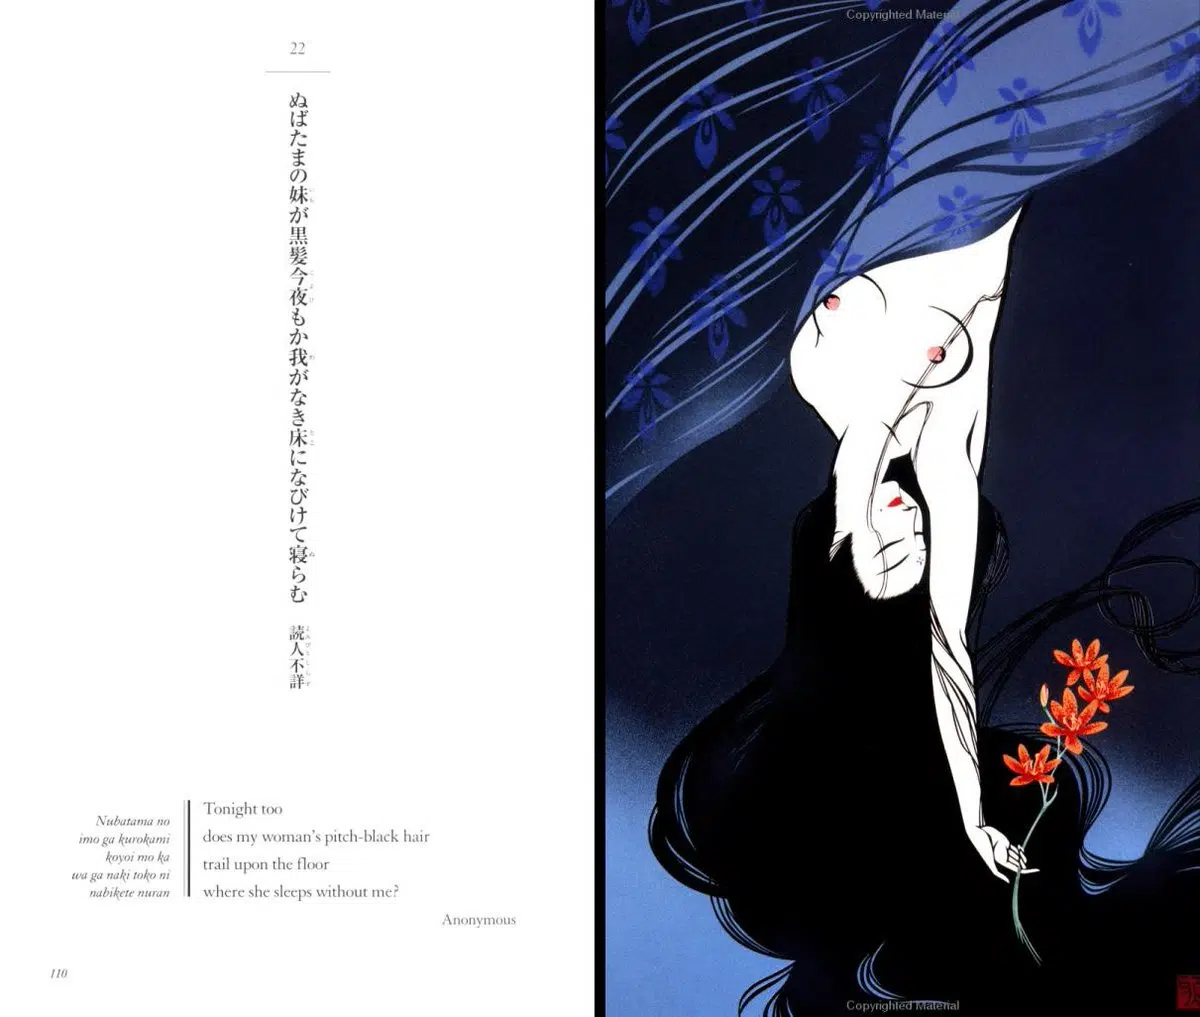 22
ぬばたまの妹が黒髪今夜もか我がなき床になびけて寝らむ
読人不詳
Nubatama no
imo ga kurokami
koyoi mo ka
wa ga naki toko ni
nabikete nuran
Tonight too
does my woman's pitch-black hair
trail upon the floor
where she sleeps without me?
Anonymous
110
Copyrighted Material
Copyrighted Material